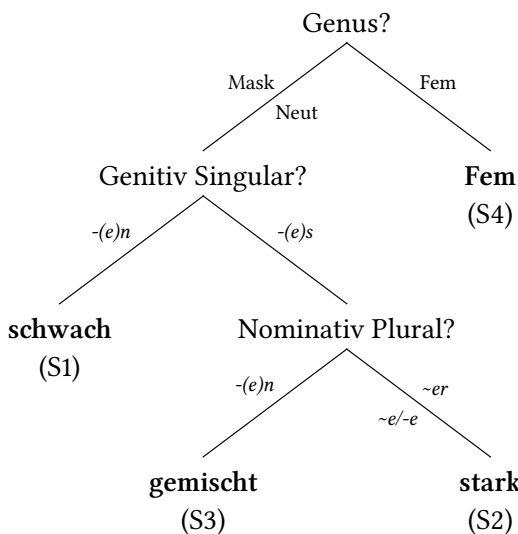 Genus?
Mask
Neut
Fem
Genitiv Singular?
Fem
(S4)
-(e)n
-(e)s
schwach
(S1)
Nominativ Plural?
-(e)n
~er
~e/-e
gemischt
(S3)
stark
(S2)